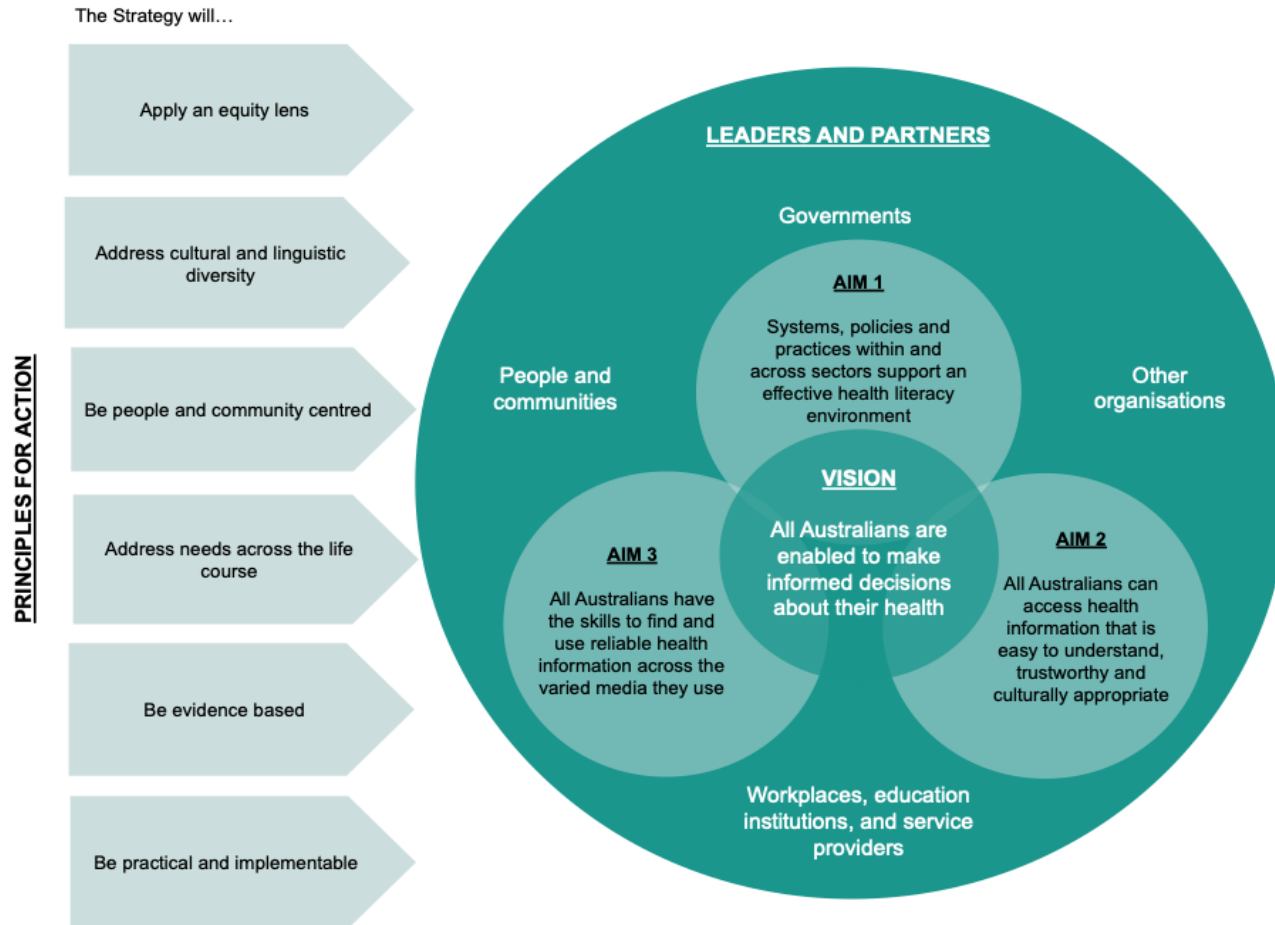 The Strategy will…
PRINCIPLES FOR ACTION
Apply an equity lens
Address cultural and linguistic
diversity
Be people and community centred
Address needs across the life
course
Be evidence based
Be practical and implementable
LEADERS AND PARTNERS
Governments
People and
communities
Other
organisations
AIM 1
Systems, policies and
practices within and
across sectors support an
effective health literacy
environment
VISION
All Australians are
enabled to make
informed decisions
about their health
AIM 3
All Australians have
the skills to find and
use reliable health
information across the
varied media they use
AIM 2
All Australians can
access health
information that is
easy to understand,
trustworthy and
culturally appropriate
Workplaces, education
institutions, and service
providers